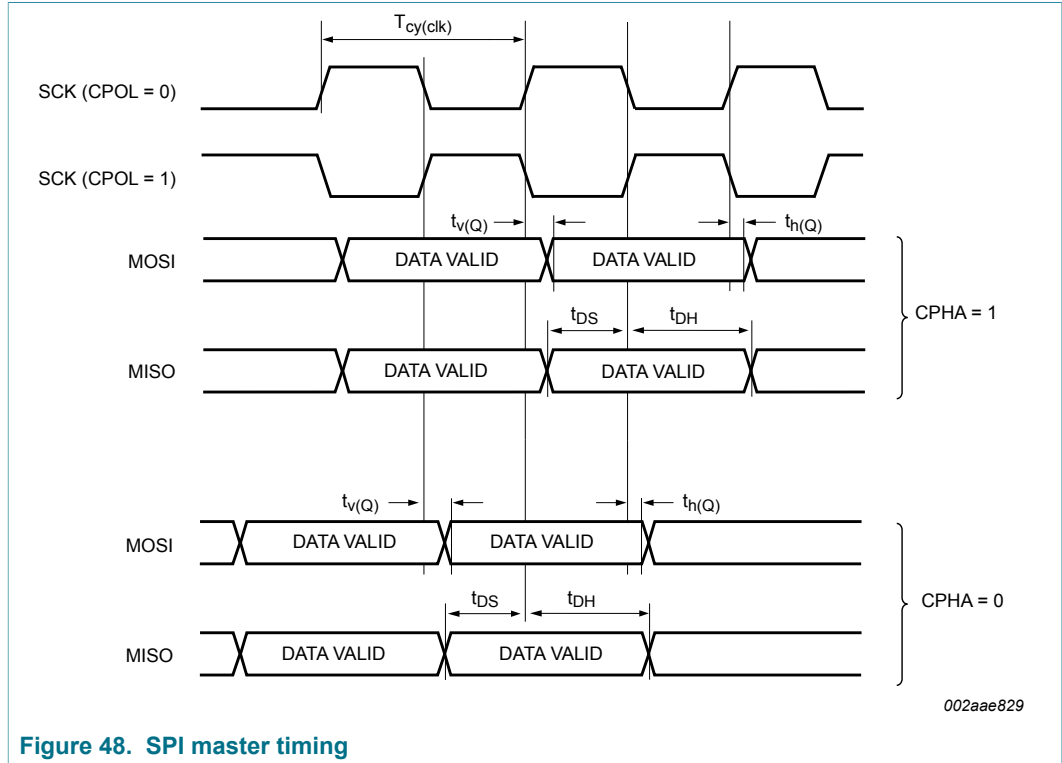 Tcy(clk)
SCK (CPOL = 0)
SCK (CPOL = 1)
tv(Q)
th(Q)
MOSI
DATA VALID
DATA VALID
CPHA = 1
tDS
tDH
MISO
DATA VALID
DATA VALID
tv(Q)
th(Q)
MOSI
DATA VALID
DATA VALID
CPHA = 0
tDS
tDH
MISO
DATA VALID
DATA VALID
002aae829
Figure 48. SPI master timing